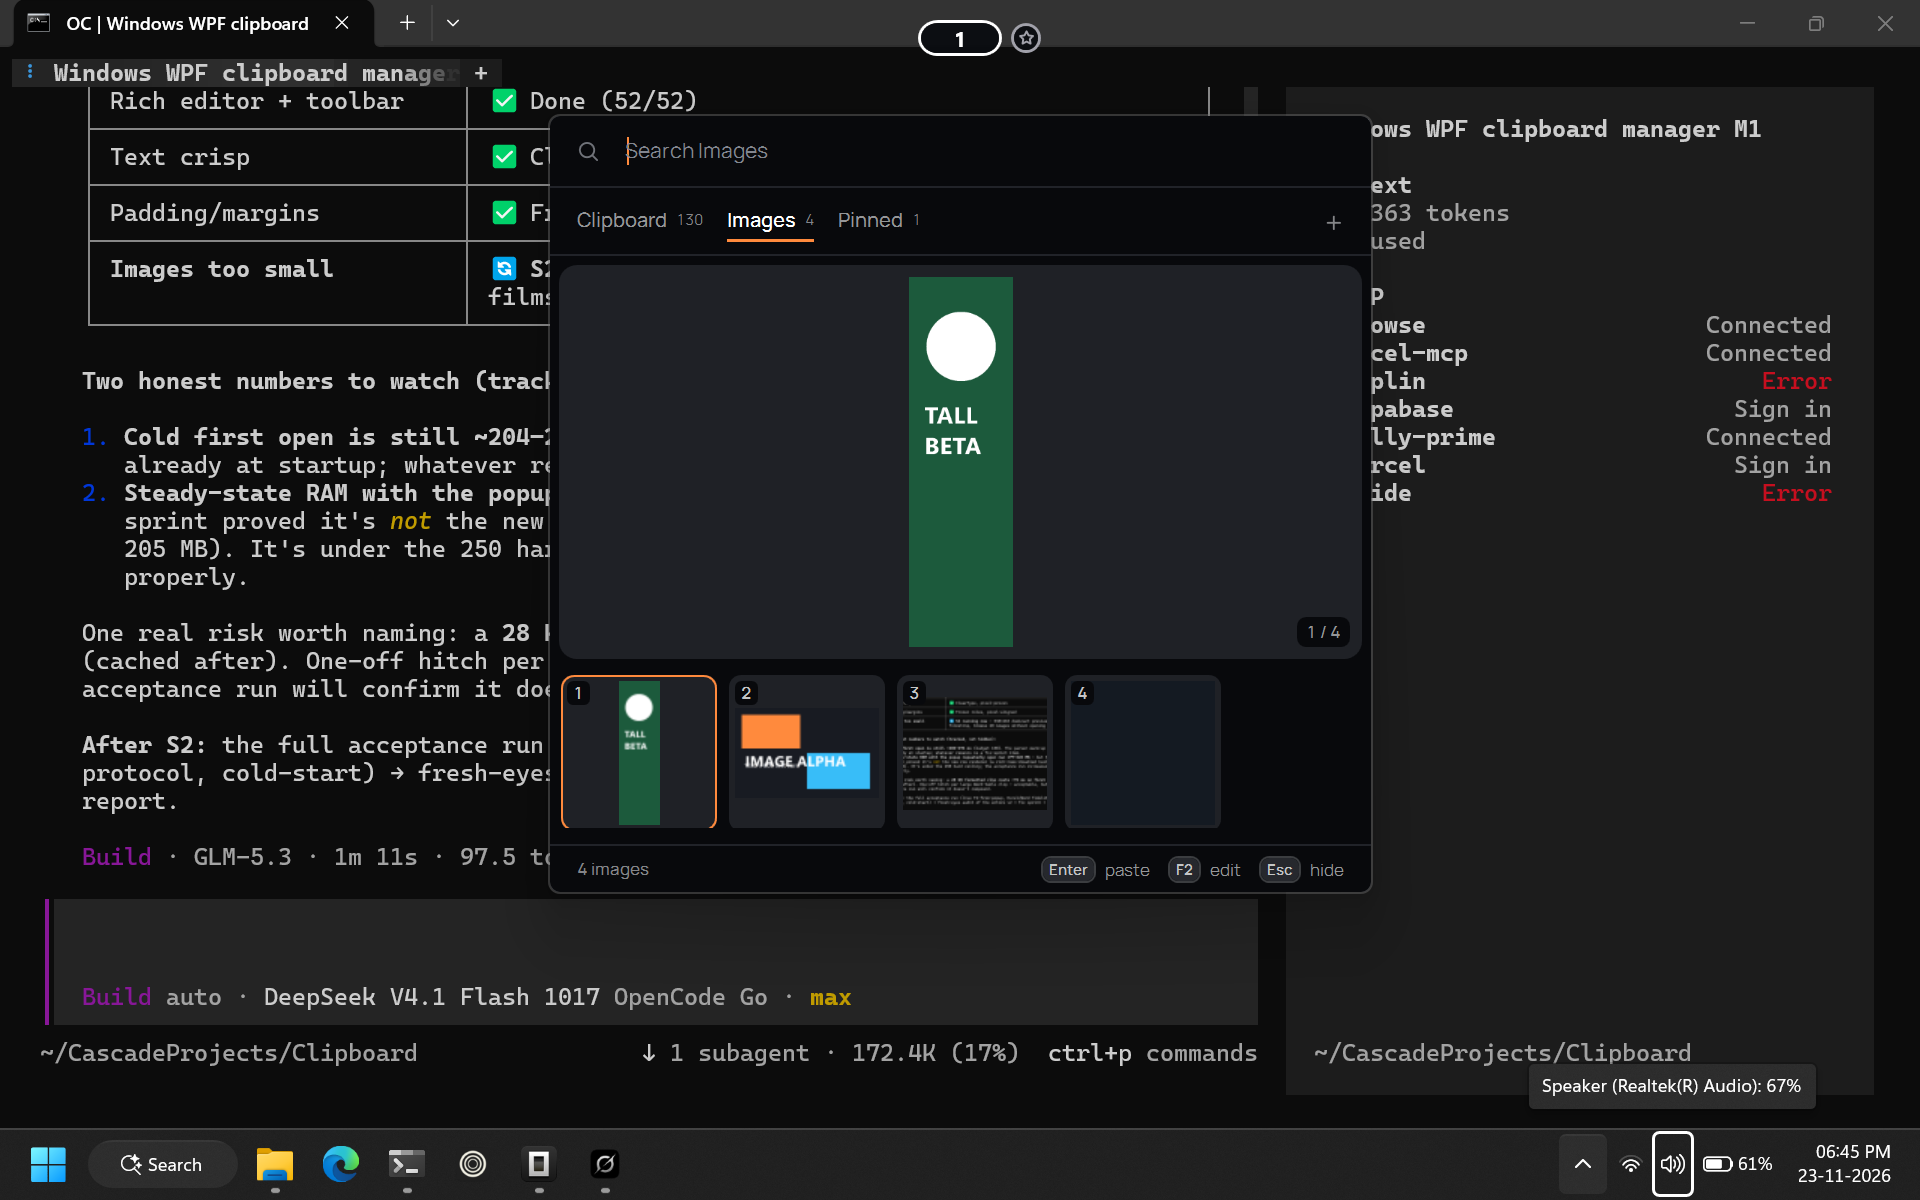 OC | Windows WPF clipboard
1
Windows WPF clipboard manager +
Rich editor + toolbar
Done (52/52)
Text crisp
Padding/margins
Images too small
films
Two honest numbers to watch (track
1. Cold first open is still ~204-2
already at startup; whatever re
2. Steady-state RAM with the popup
sprint proved it's not the new
205 MB). It's under the 250 har
properly.
One real risk worth naming: a 28 k
(cached after). One-off hitch per
acceptance run will confirm it doe
After S2: the full acceptance run
protocol, cold-start) → fresh-eyes
report.
Build · GLM-5.3 · 1m 11s · 97.5 to
Build auto · DeepSeek V4.1 Flash 1017 OpenCode Go · max
~/CascadeProjects/Clipboard
↓ 1 subagent · 172.4K (17%) ctrl+p commands
Search Images
Clipboard 130 Images 4 Pinned 1 +
TALL
BETA
1 / 4
1
TALL
BETA
2
IMAGE ALPHA
3
4
4 images
Enter paste F2 edit Esc hide
ows WPF clipboard manager M1
ext
363 tokens
used
P
owse Connected
cel-mcp Connected
plin Error
pabase Sign in
lly-prime Connected
rcel Sign in
ide Error
~/CascadeProjects/Clipboard
Speaker (Realtek(R) Audio): 67%
Search
61%
06:45 PM
23-11-2026